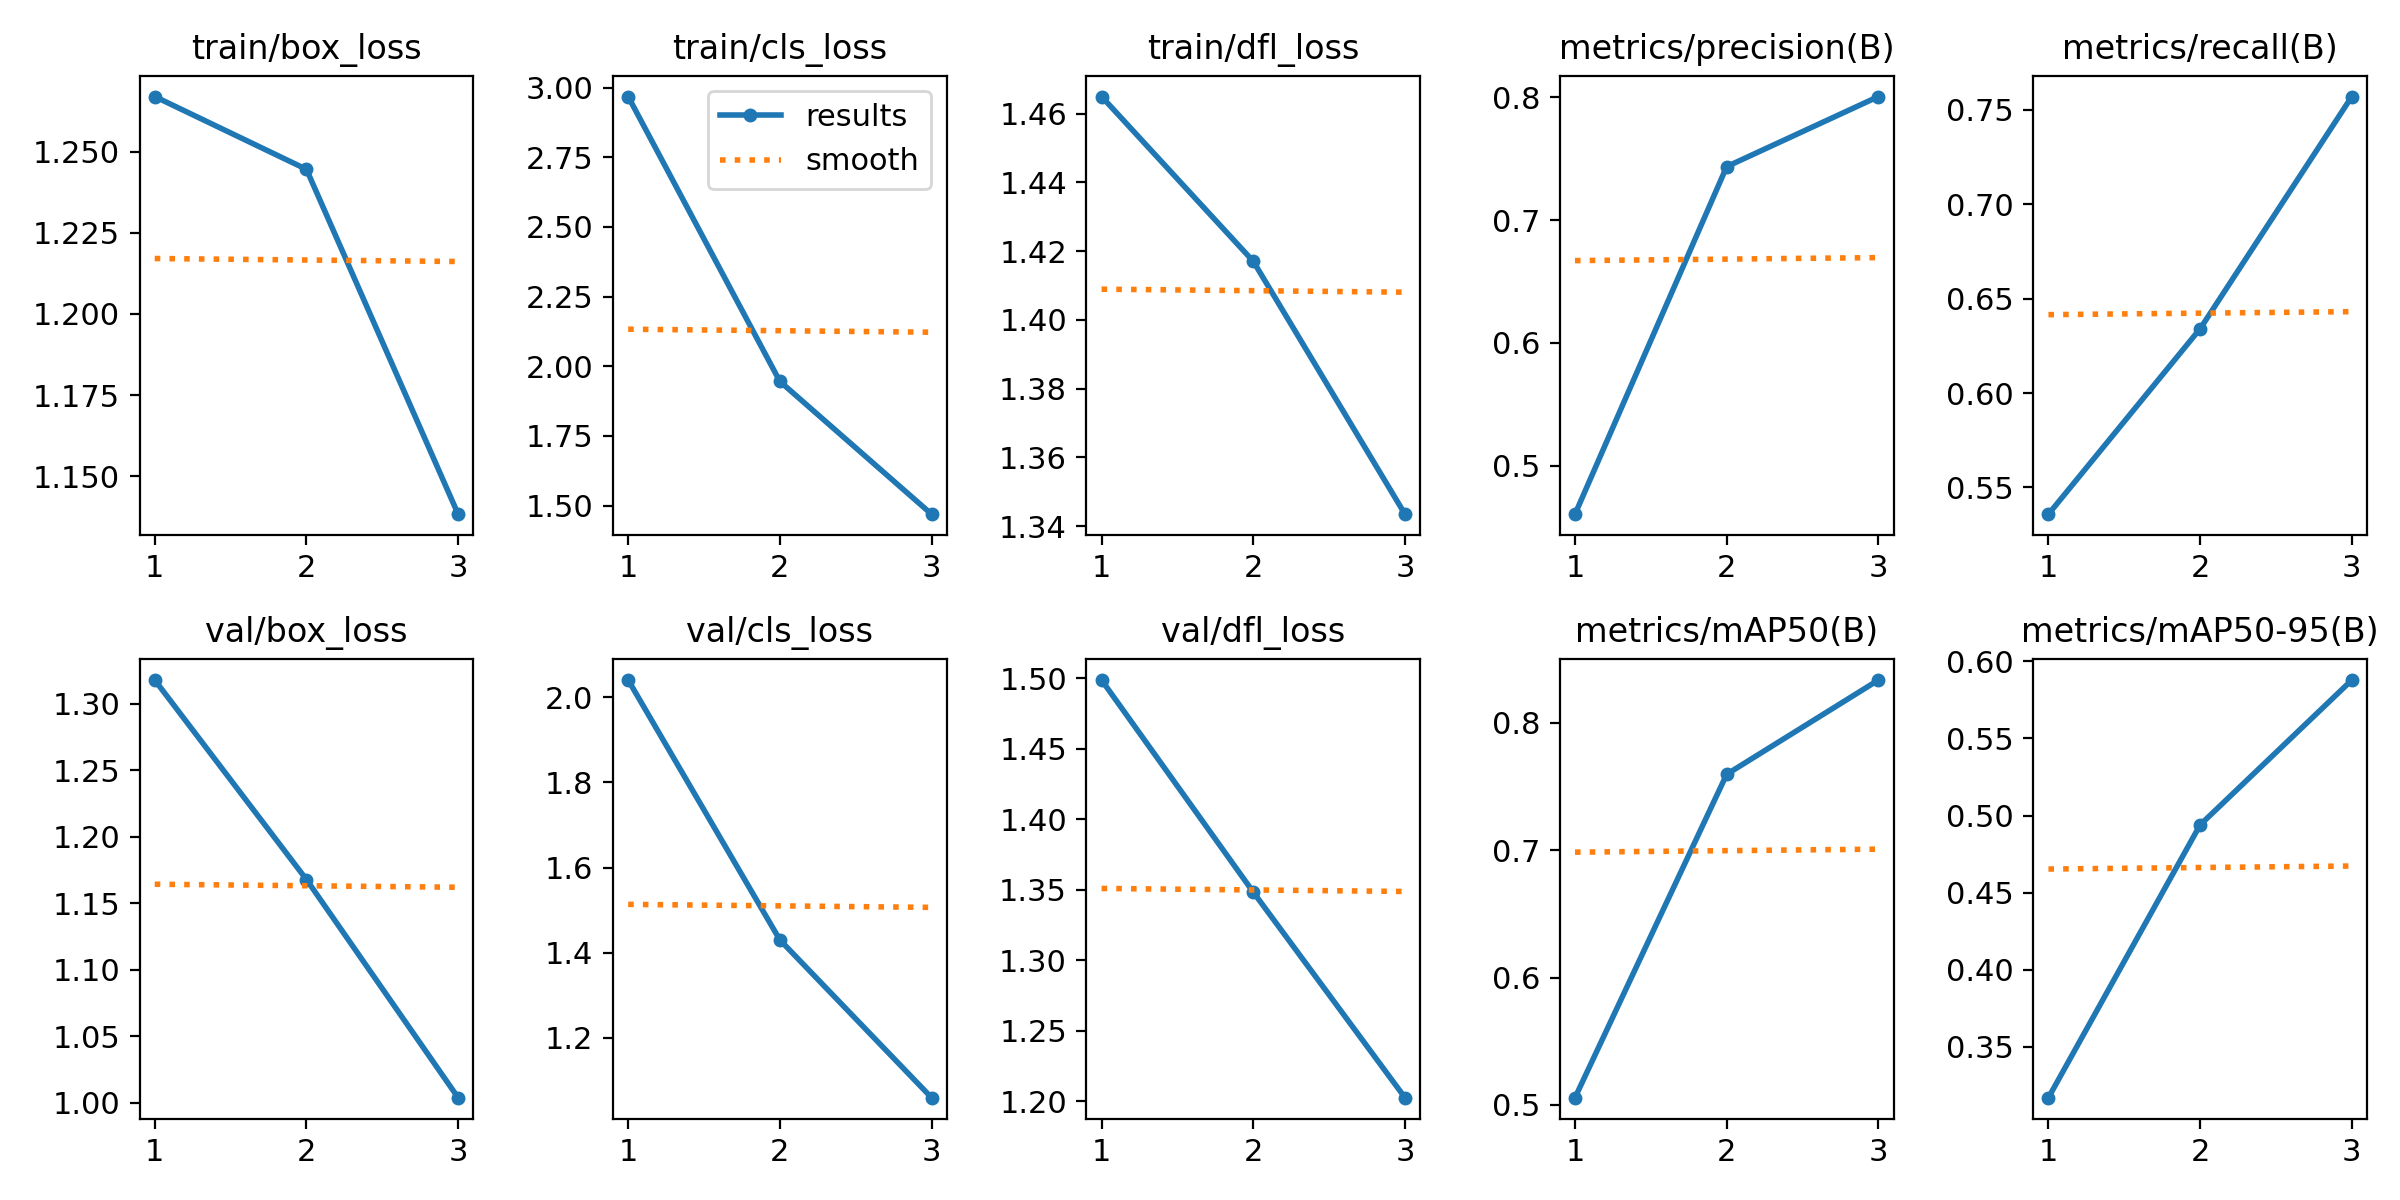 train/box_loss
1.250
1.225
1.200
1.175
1.150
1 2 3
train/cls_loss
3.00
2.75
2.50
2.25
2.00
1.75
1.50
results
smooth
1 2 3
train/dfl_loss
1.46
1.44
1.42
1.40
1.38
1.36
1.34
1 2 3
metrics/precision(B)
0.8
0.7
0.6
0.5
1 2 3
metrics/recall(B)
0.75
0.70
0.65
0.60
0.55
1 2 3
val/box_loss
1.30
1.25
1.20
1.15
1.10
1.05
1.00
1 2 3
val/cls_loss
2.0
1.8
1.6
1.4
1.2
1 2 3
val/dfl_loss
1.50
1.45
1.40
1.35
1.30
1.25
1.20
1 2 3
metrics/mAP50(B)
0.8
0.7
0.6
0.5
1 2 3
metrics/mAP50-95(B)
0.60
0.55
0.50
0.45
0.40
0.35
1 2 3